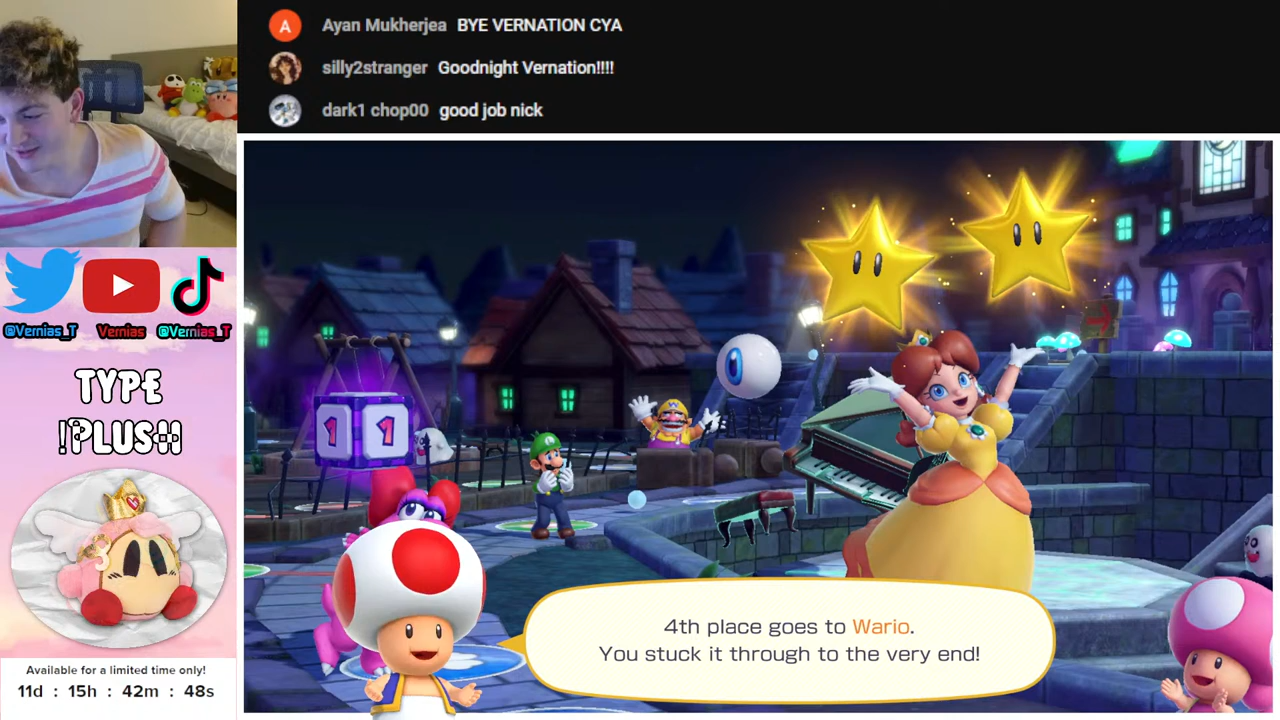 A Ayan Mukherjea BYE VERNATION CYA
silly2stranger Goodnight Vernation!!!!
dark1 chop00 good job nick
@Vernias_T Vernias @Vernias_T
TYPE
!PLUSH
Available for a limited time only!
11d : 15h : 42m : 48s
1 1
W
L
4th place goes to Wario.
You stuck it through to the very end!